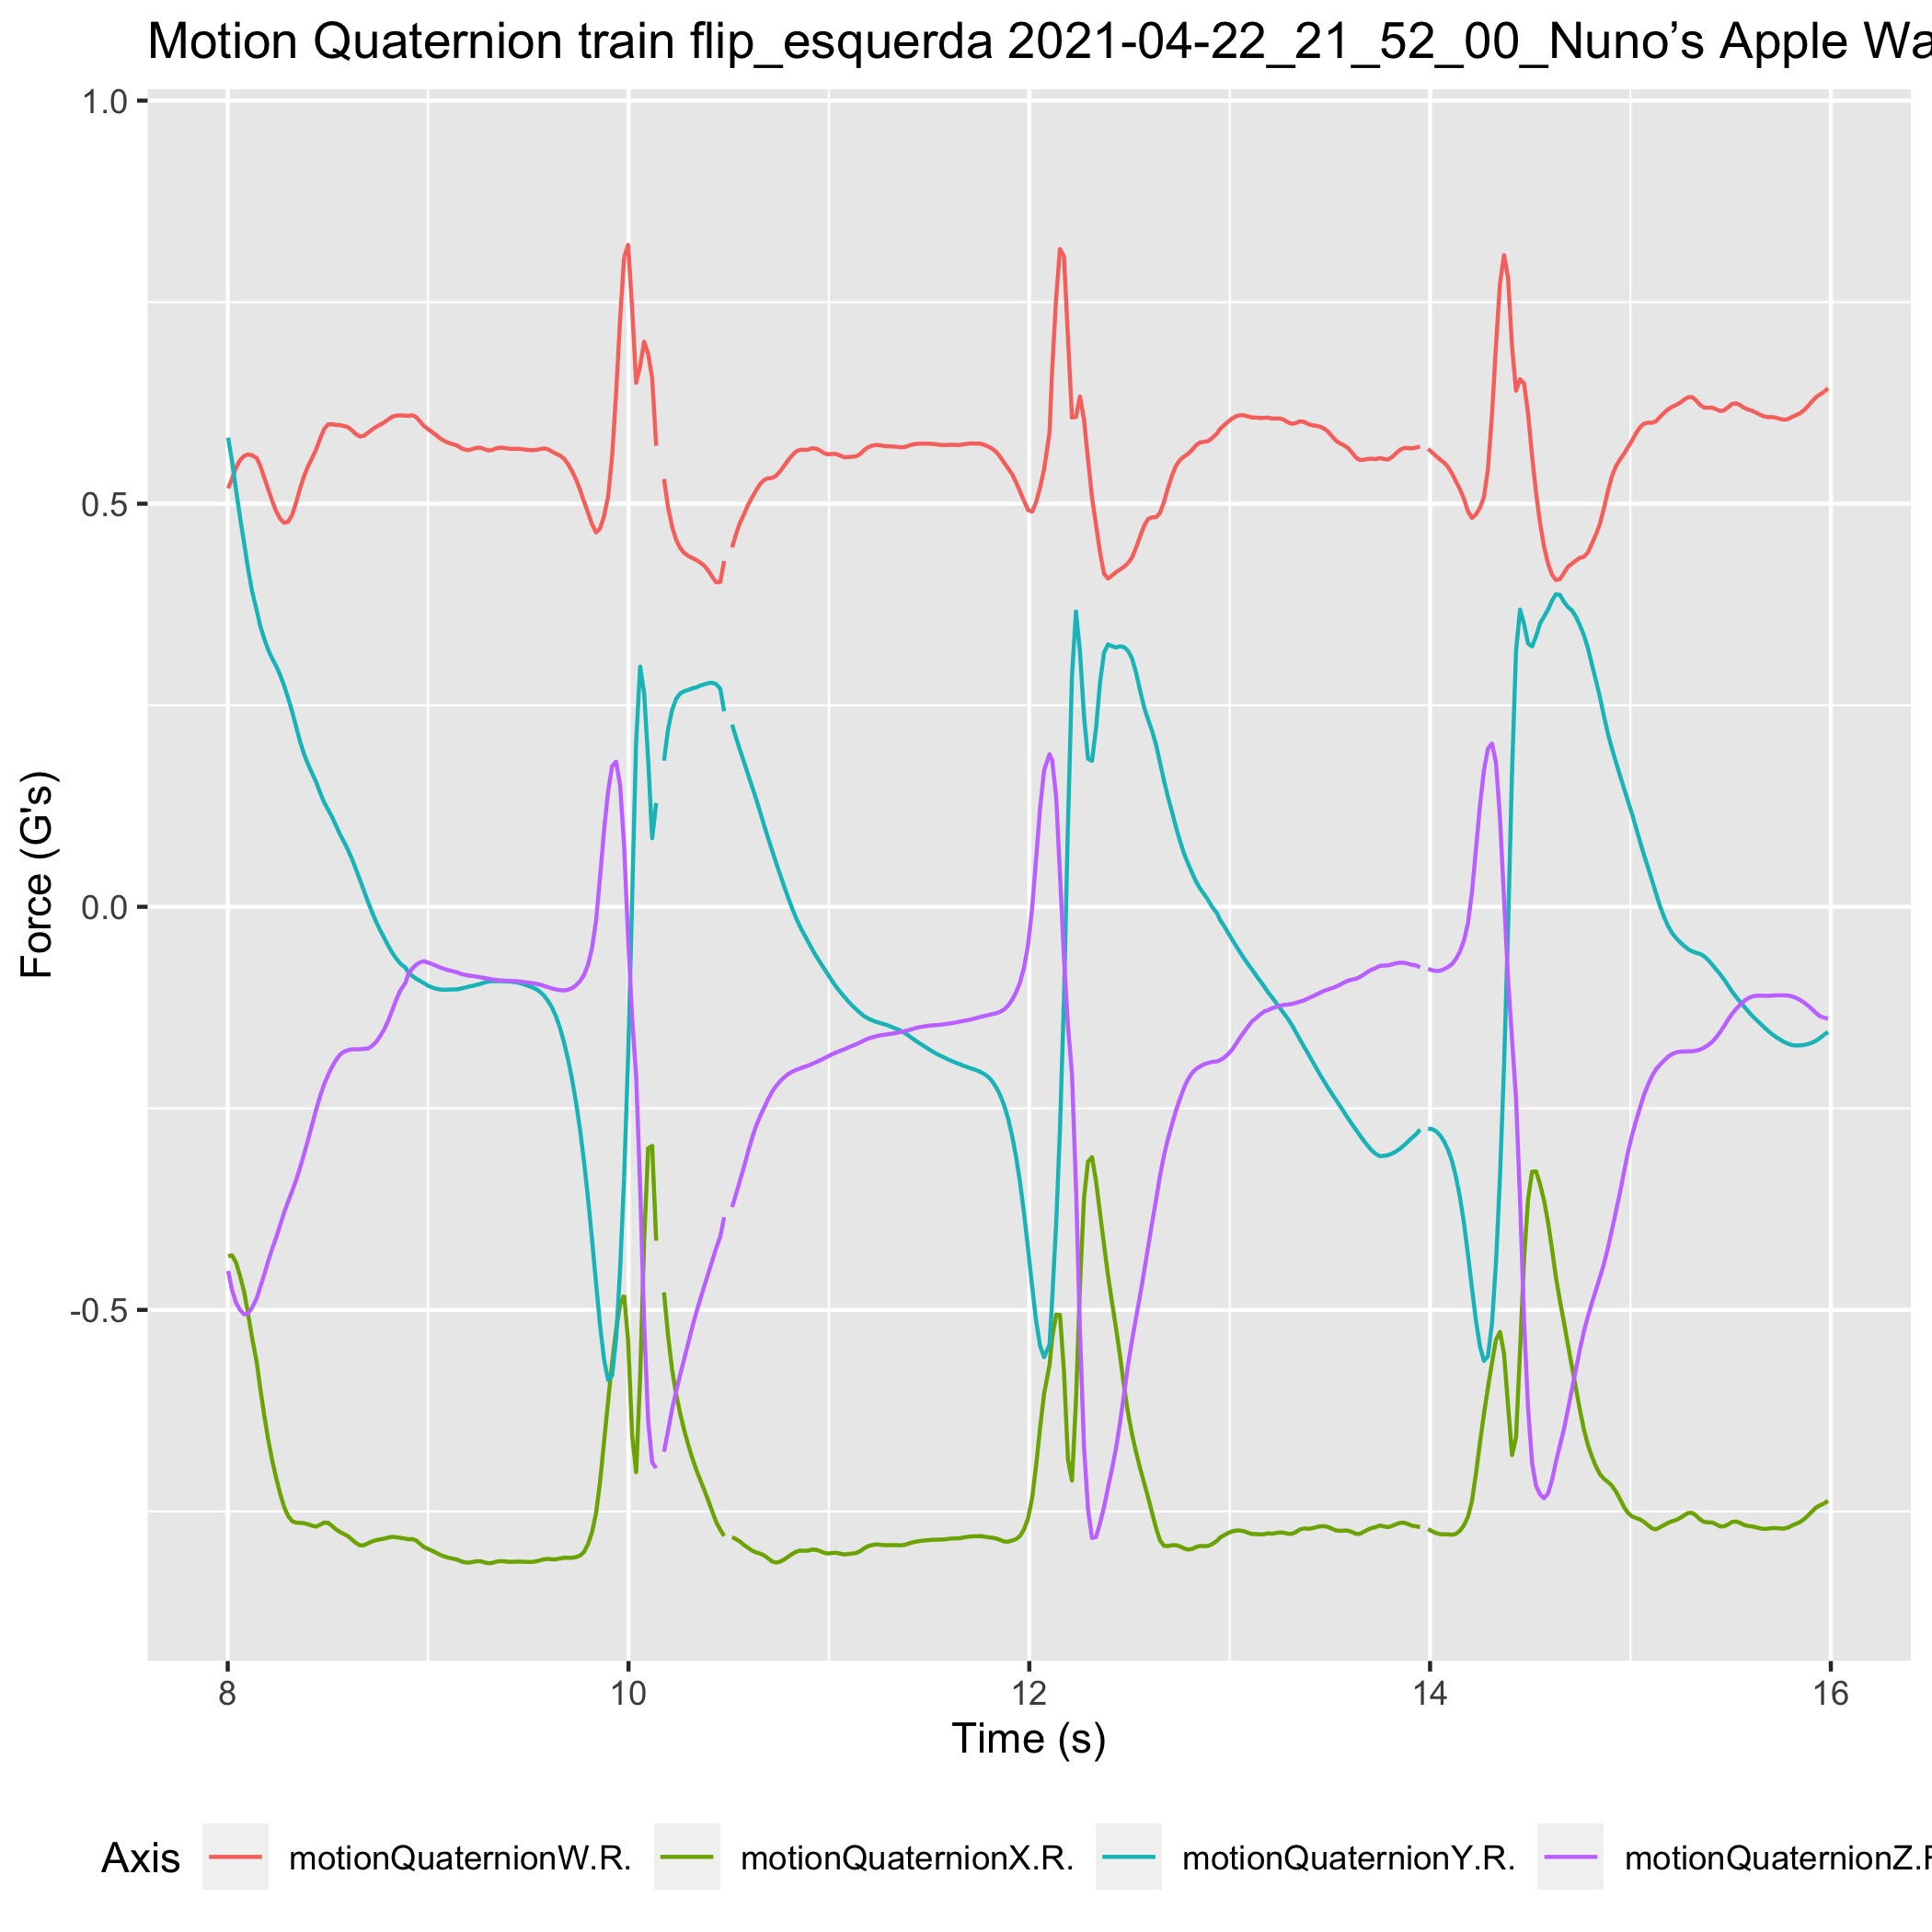 Motion Quaternion train flip_esquerda 2021-04-22_21_52_00_Nuno’s Apple
1.0
0.5
0.0
-0.5
Force (G's)
8 10 12 14 16
Time (s)
Axis motionQuaternionW.R. motionQuaternionX.R. motionQuaternionY.R. motionQuaternionZ.